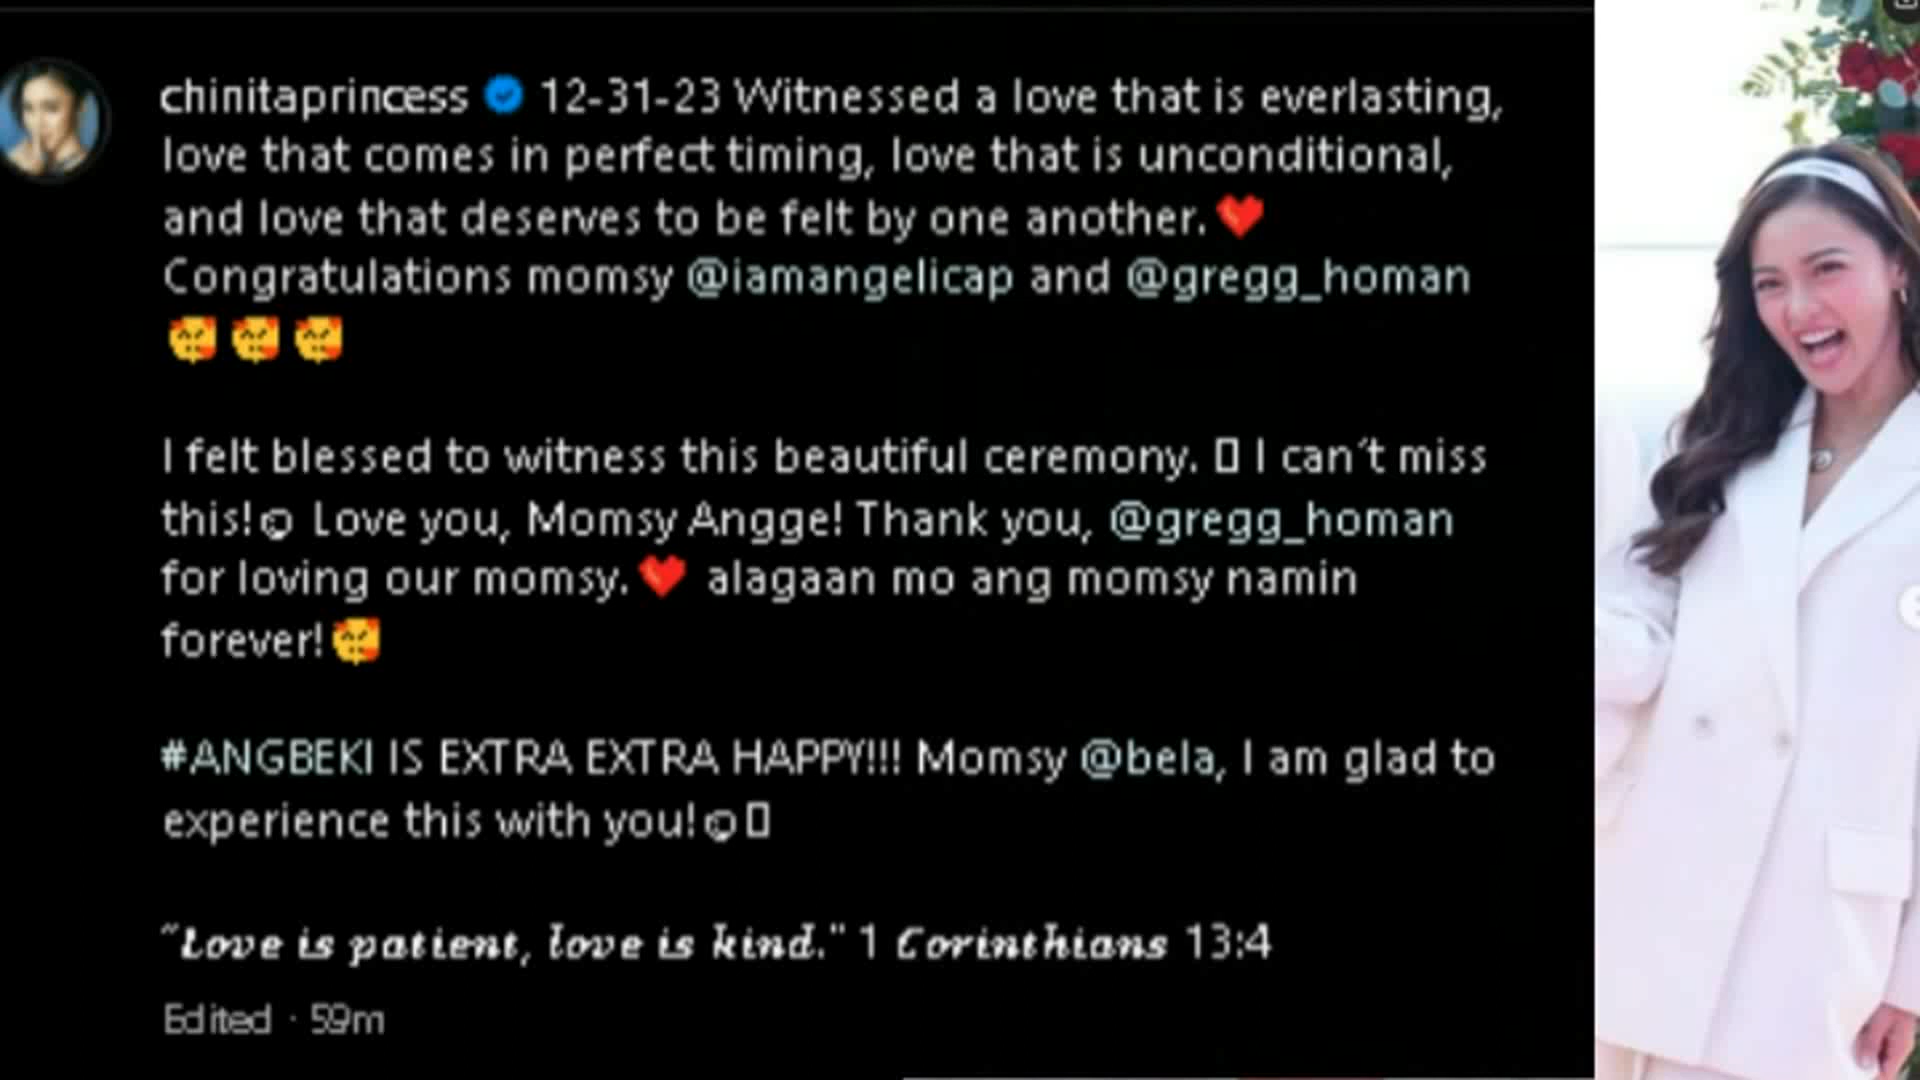 chinitaprincess 12-31-23 Witnessed a love that is everlasting,
love that comes in perfect timing, love that is unconditional,
and love that deserves to be felt by one another. ❤️
Congratulations momsy @iamangelicap and @gregg_homan
🥰 🥰 🥰
I felt blessed to witness this beautiful ceremony. I can't miss
this!☺ Love you, Momsy Angge! Thank you, @gregg_homan
for loving our momsy. ❤️ alagaan mo ang momsy namin
forever!🥰
#ANGBEKI IS EXTRA EXTRA HAPPY!!! Momsy @bela, I am glad to
experience this with you!☺
"Love is patient, love is kind." 1 Corinthians 13:4
Edited · 59m